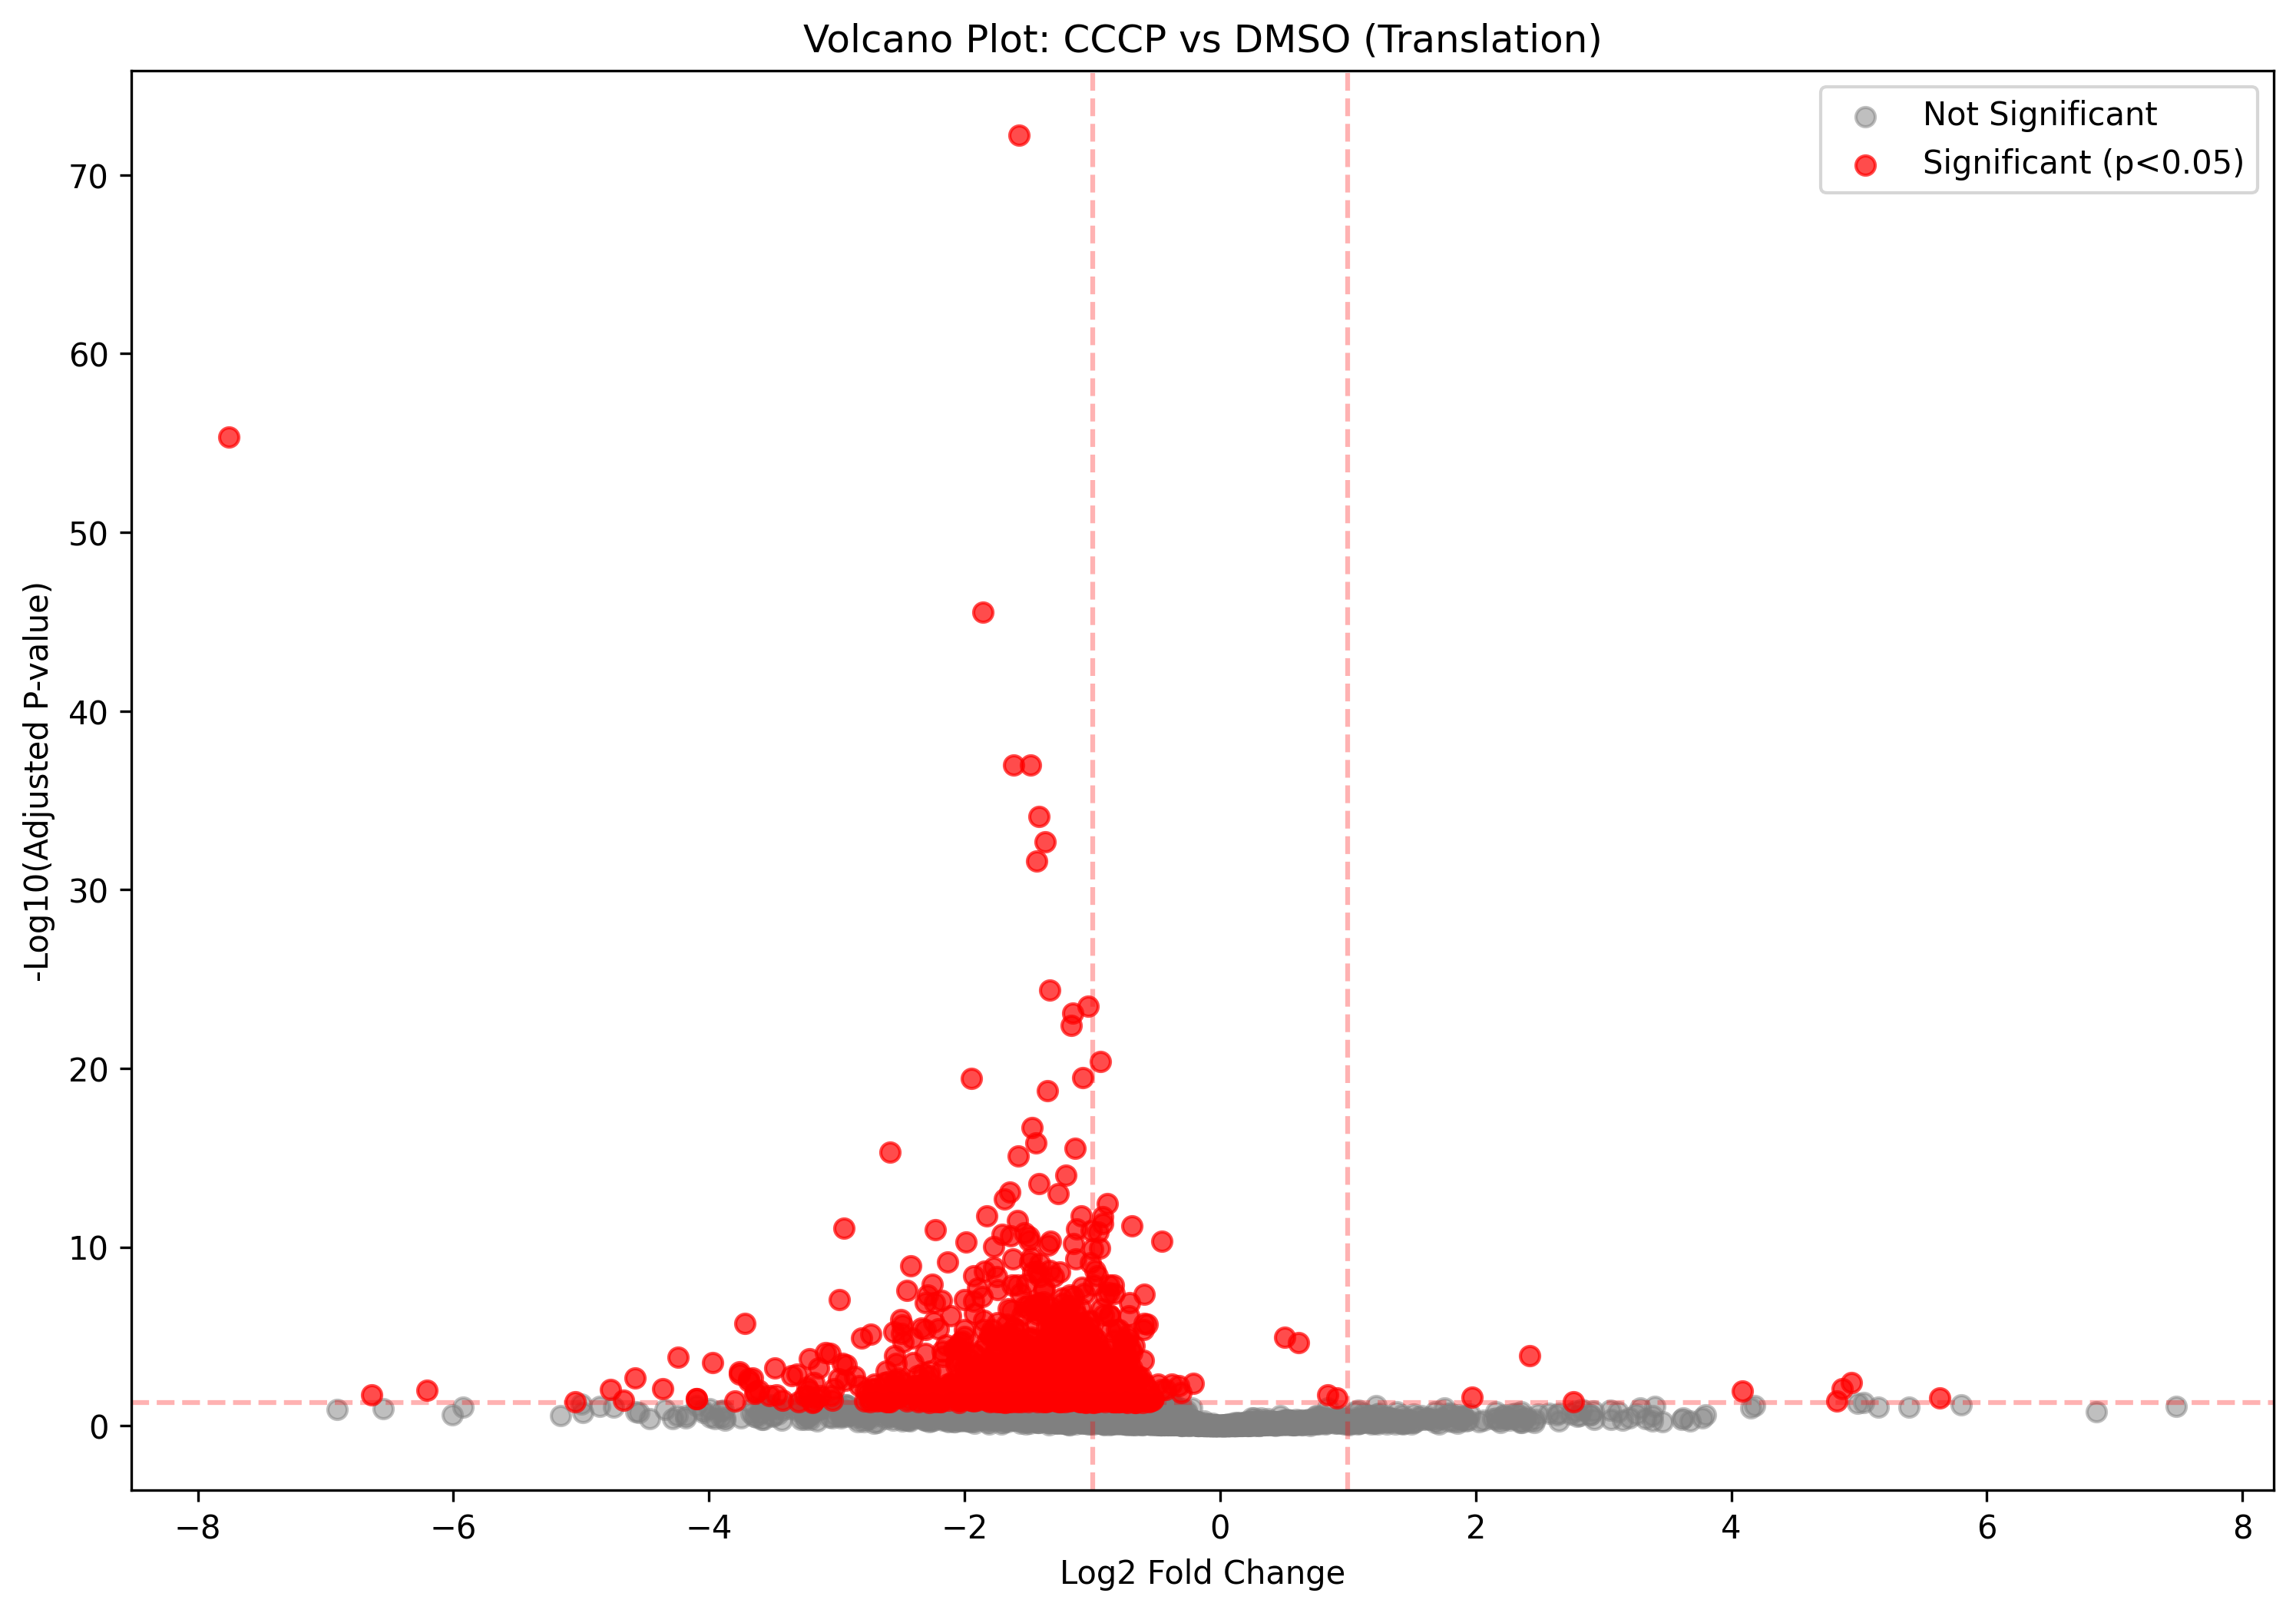 Volcano Plot: CCCP vs DMSO (Translation)
Not Significant
Significant (p<0.05)
-Log10(Adjusted P-value)
70
60
50
40
30
20
10
0
−8 −6 −4 −2 0 2 4 6 8
Log2 Fold Change